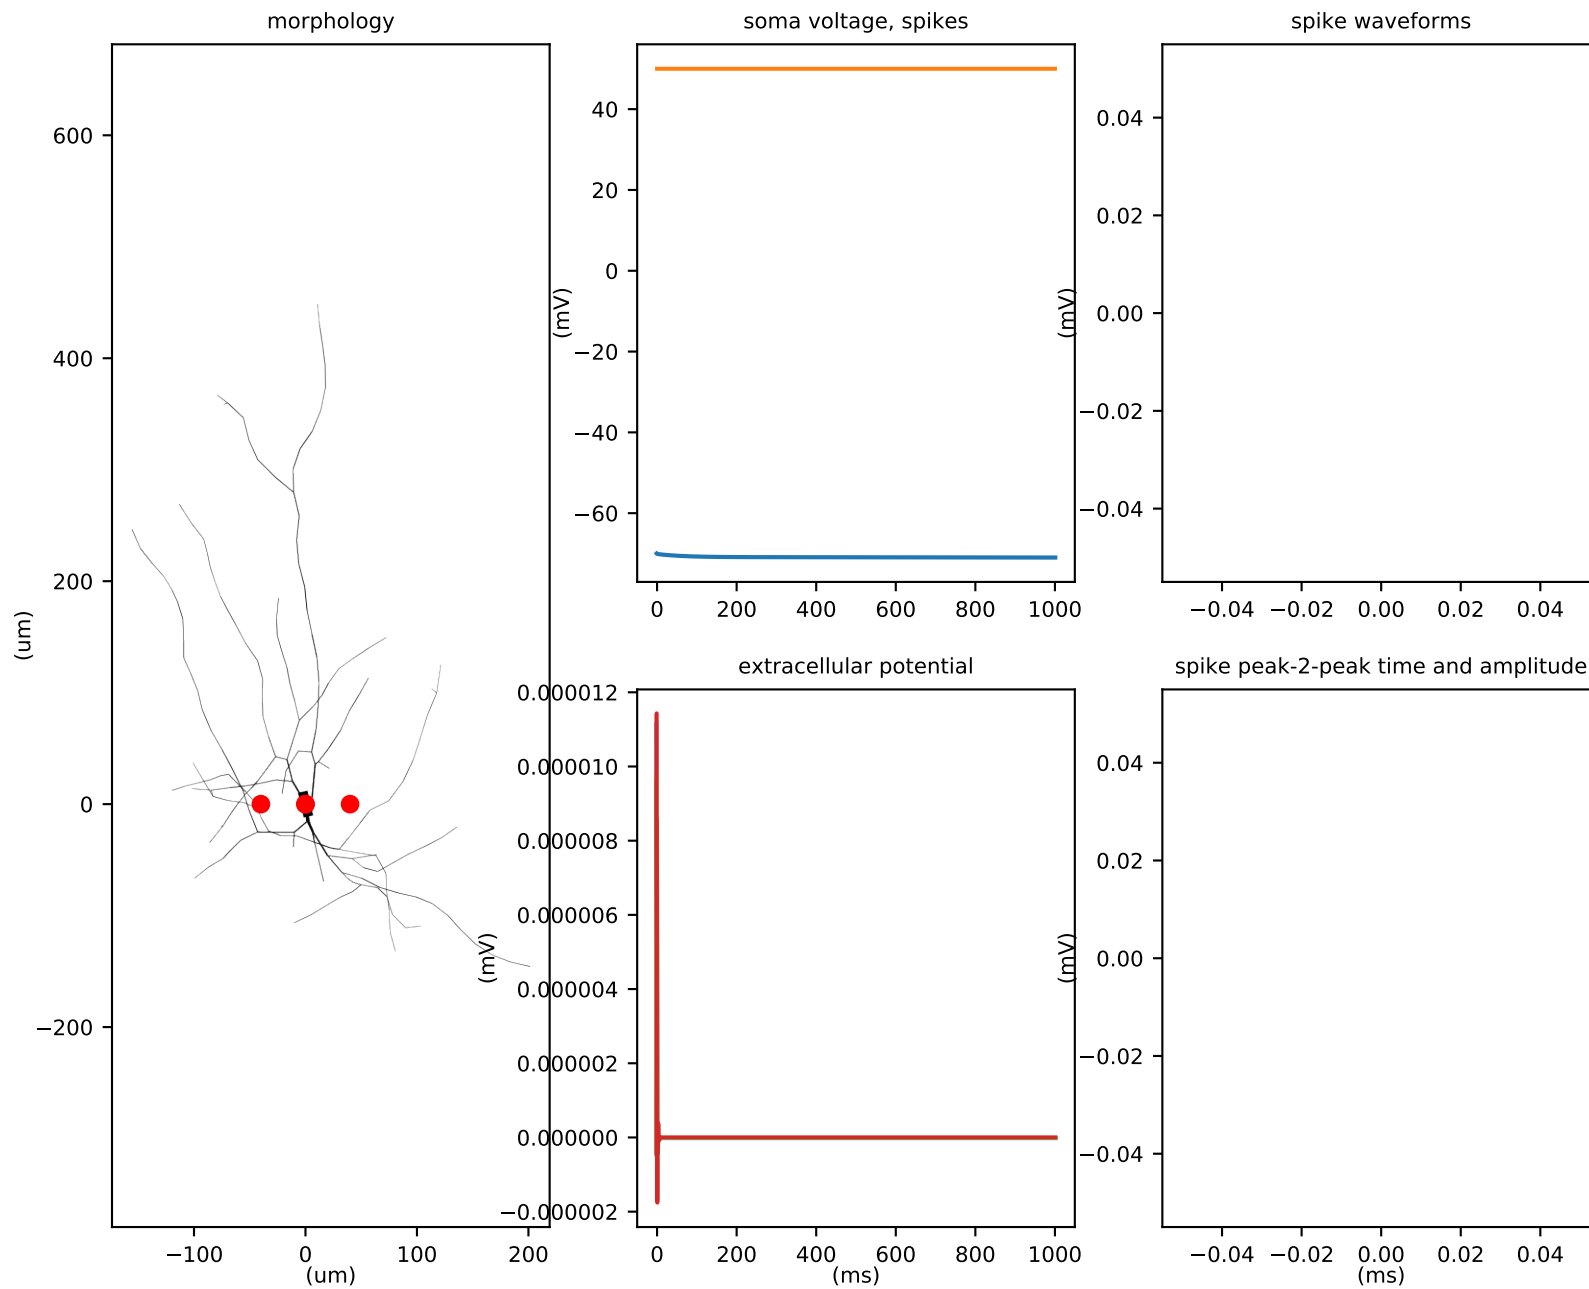 morphology
600
400
200
0
−200
(um)
−100 0 100 200
(um)
soma voltage, spikes
40
20
0
−20
−40
−60
(mV)
0 200 400 600 800 1000
spike waveforms
0.04
0.02
0.00
−0.02
−0.04
(mV)
−0.04 −0.02 0.00 0.02 0.04
extracellular potential
0.000012
0.000010
0.000008
0.000006
0.000004
0.000002
0.000000
−0.000002
(mV)
0 200 400 600 800 1000
(ms)
spike peak-2-peak time and amplitude
0.04
0.02
0.00
−0.02
−0.04
(mV)
−0.04 −0.02 0.00 0.02 0.04
(ms)